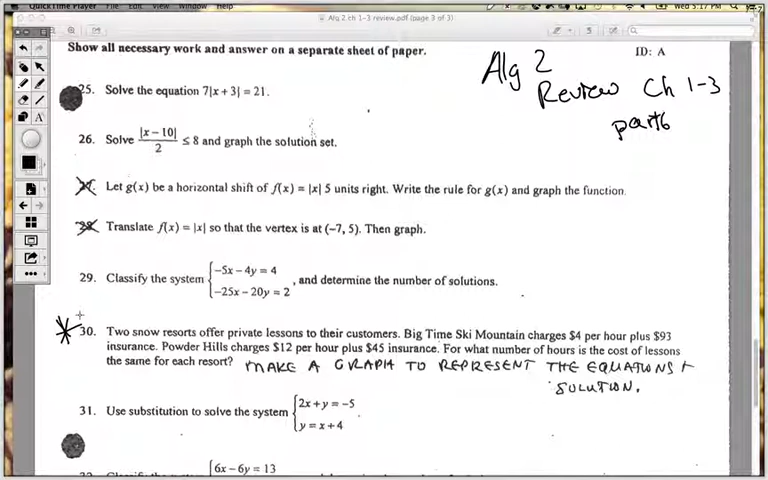 QuickTime Player File Edit View Window Help
Wed 5:17 PM
Alg 2 ch 1-3 review.pdf (page 3 of 3)
Show all necessary work and answer on a separate sheet of paper.
ID: A
Alg 2
Review Ch 1-3
part6
25. Solve the equation 7|x + 3| = 21.
26. Solve |x − 10|/2 ≤ 8 and graph the solution set.
27. Let g(x) be a horizontal shift of f(x) = |x| 5 units right. Write the rule for g(x) and graph the function.
28. Translate f(x) = |x| so that the vertex is at (−7, 5). Then graph.
29. Classify the system { −5x − 4y = 4
−25x − 20y = 2 , and determine the number of solutions.
30. Two snow resorts offer private lessons to their customers. Big Time Ski Mountain charges $4 per hour plus $93
insurance. Powder Hills charges $12 per hour plus $45 insurance. For what number of hours is the cost of lessons
the same for each resort? MAKE A GRAPH TO REPRESENT THE EQUATIONS +
SOLUTION.
31. Use substitution to solve the system { 2x + y = −5
y = x + 4
6x − 6y = 13